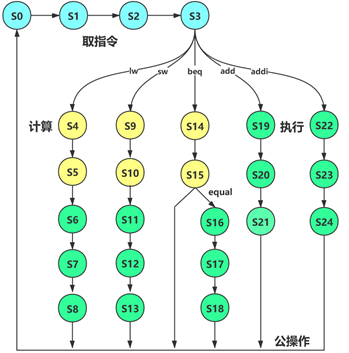 S0 S1 S2 S3
取指令
lw sw beq add addi
计算 S4 S9 S14 S19 执行 S22
S5 S10 S15 S20 S23
equal
S6 S11 S16 S21 S24
S7 S12 S17
S8 S13 S18
公操作